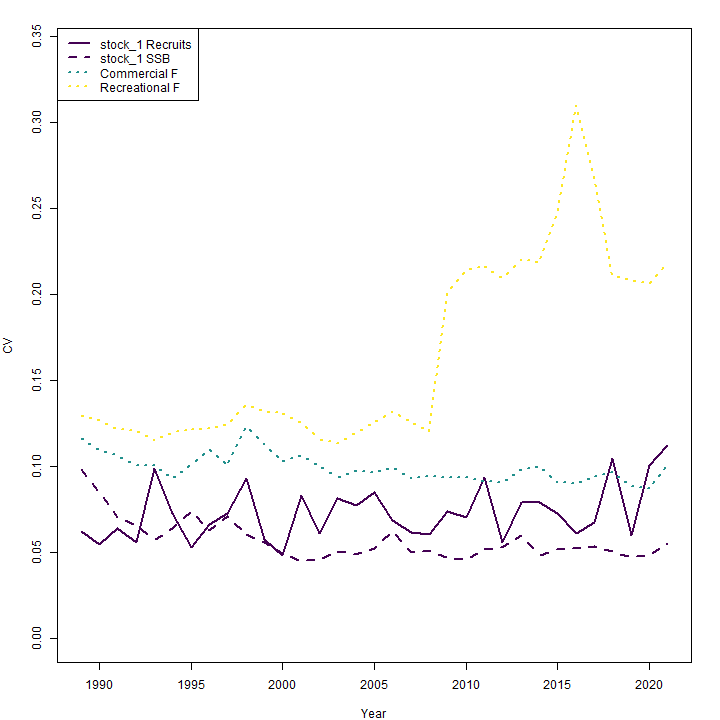 stock_1 Recruits
stock_1 SSB
Commercial F
Recreational F
0.35
0.30
0.25
0.20
0.15
0.10
0.05
0.00
CV
1990 1995 2000 2005 2010 2015 2020
Year